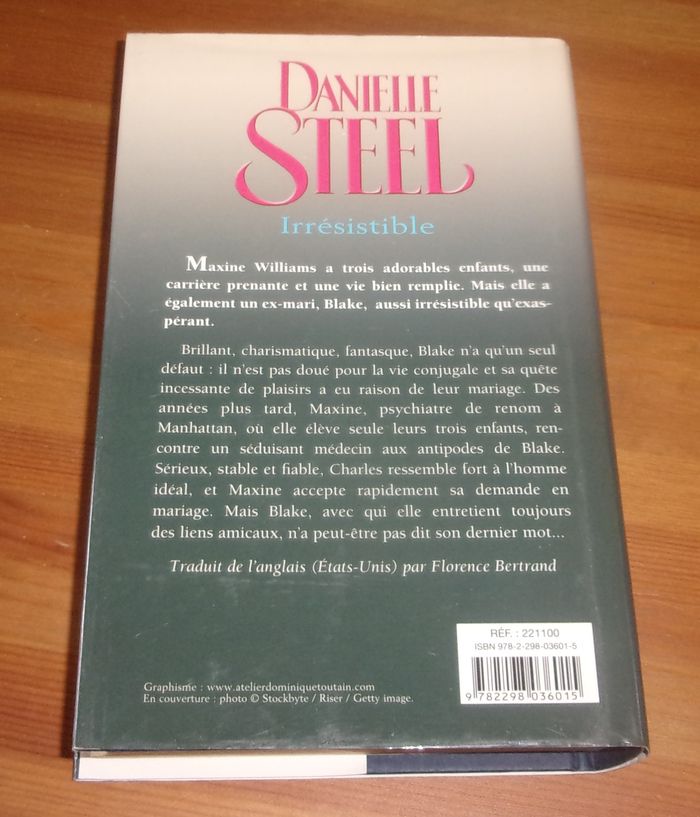 DANIELLE
STEEL
Irrésistible
Maxine Williams a trois adorables enfants, une
carrière prenante et une vie bien remplie. Mais elle a
également un ex-mari, Blake, aussi irrésistible qu'exas-
pérant.
Brillant, charismatique, fantasque, Blake n'a qu'un seul
défaut : il n'est pas doué pour la vie conjugale et sa quête
incessante de plaisirs a eu raison de leur mariage. Des
années plus tard, Maxine, psychiatre de renom à
Manhattan, où elle élève seule leurs trois enfants, ren-
contre un séduisant médecin aux antipodes de Blake.
Sérieux, stable et fiable, Charles ressemble fort à l'homme
idéal, et Maxine accepte rapidement sa demande en
mariage. Mais Blake, avec qui elle entretient toujours
des liens amicaux, n'a peut-être pas dit son dernier mot...
Traduit de l'anglais (États-Unis) par Florence Bertrand
RÉF. : 221100
ISBN 978-2-298-03601-5
9 782298 036015
Graphisme : www.atelierdominiquetoutain.com
En couverture : photo © Stockbyte / Riser / Getty image.